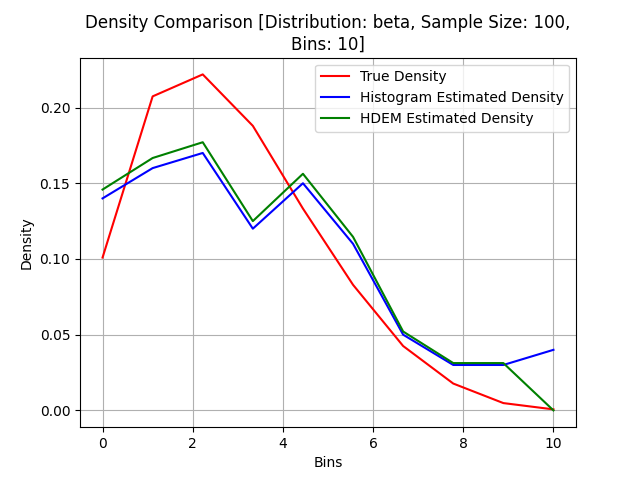 Density Comparison [Distribution: beta, Sample Size: 100,
Bins: 10]
True Density
Histogram Estimated Density
HDEM Estimated Density
Density
0.20
0.15
0.10
0.05
0.00
0 2 4 6 8 10
Bins